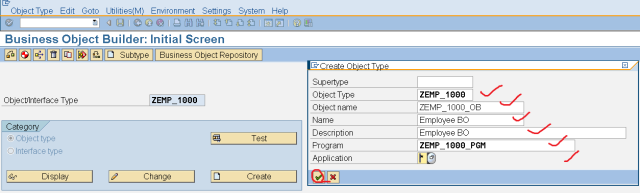 Object Type Edit Goto Utilities(M) Environment Settings System Help
Business Object Builder: Initial Screen
Subtype Business Object Repository
Object/Interface Type ZEMP_1000
Category
Object type
Interface type
Test
Display Change Create
Create Object Type
Supertype
Object Type ZEMP_1000
Object name ZEMP_1000_OB
Name Employee BO
Description Employee BO
Program ZEMP_1000_PGM
Application *